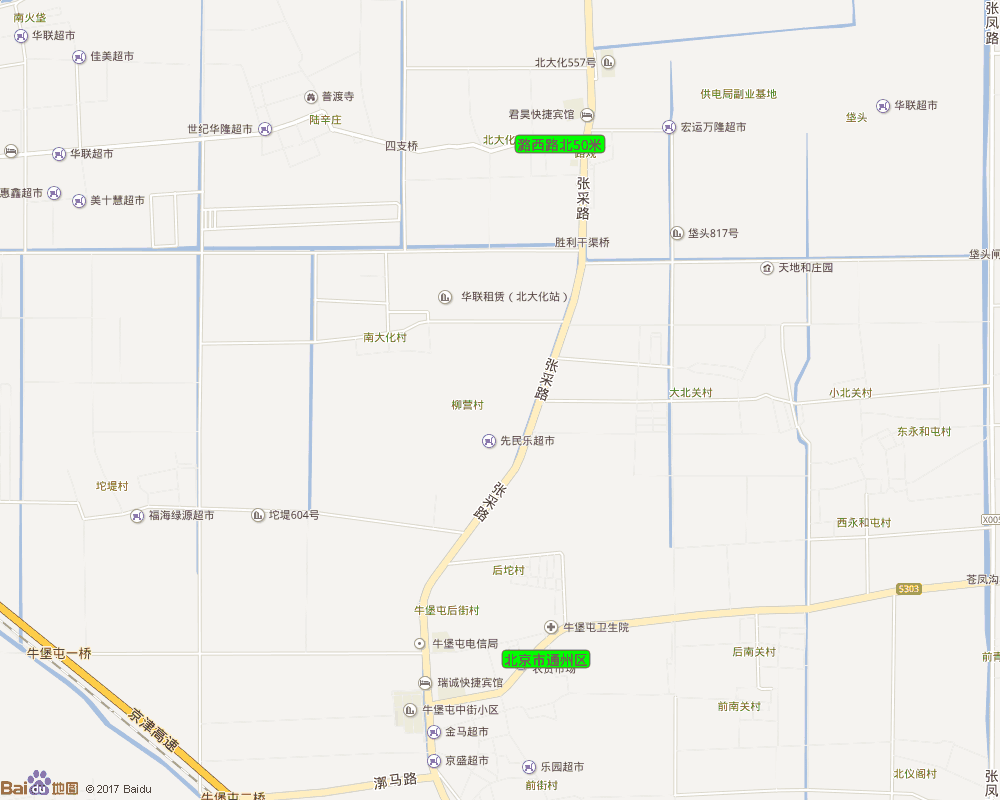 南火垡
华联超市
佳美超市
张凤路
北大化557号
供电局副业基地
普渡寺
君昊快捷宾馆
华联超市
世纪华隆超市
陆辛庄
垡头
宏运万隆超市
四支桥
北大化
潞西路北50米
华联超市
惠鑫超市
美十慧超市
张采路
垡头817号
胜利干渠桥
垡头闸
天地和庄园
华联租赁（北大化站）
南大化村
张采路
大北关村
小北关村
柳营村
东永和屯村
先民乐超市
坨堤村
张采路
福海绿源超市
坨堤604号
西永和屯村
X005
后坨村
苍凤沟
S303
牛堡屯后街村
牛堡屯卫生院
牛堡屯电信局
牛堡屯一桥
北京市通州区
农贸市场
后南关村
前青
瑞诚快捷宾馆
前南关村
牛堡屯中街小区
京津高速
金马超市
京盛超市
乐园超市
漷马路
北仪阁村
张凤
前街村
Baidu地图 © 2017 Baidu
牛堡屯二桥